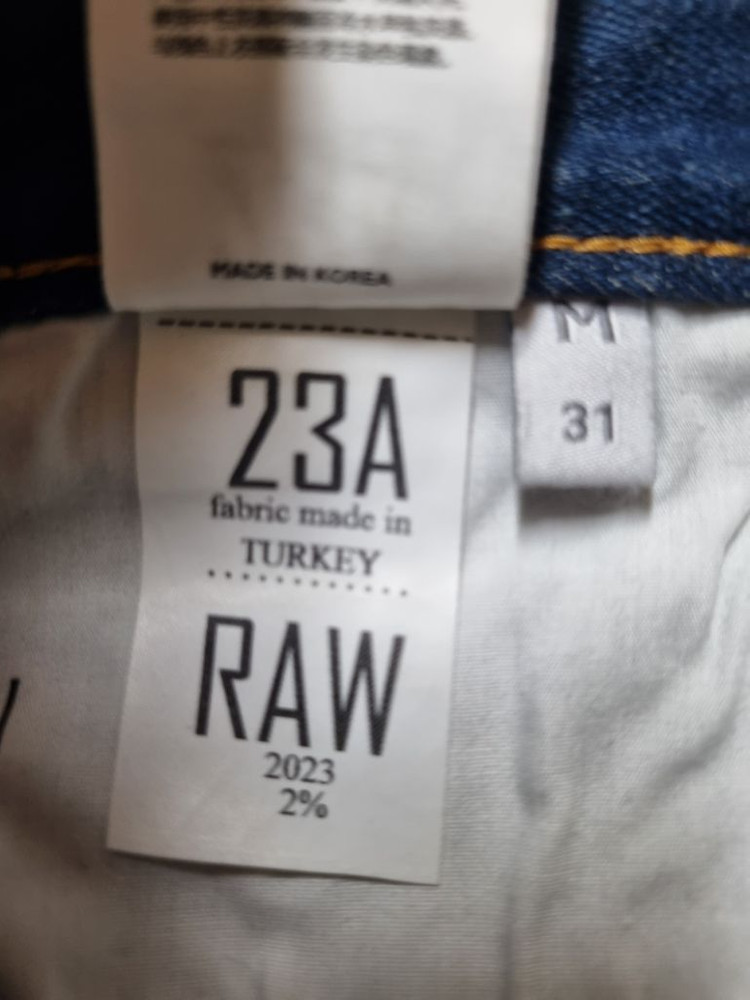 MADE IN KOREA
M
31
23A
fabric made in
TURKEY
RAW
2023
2%